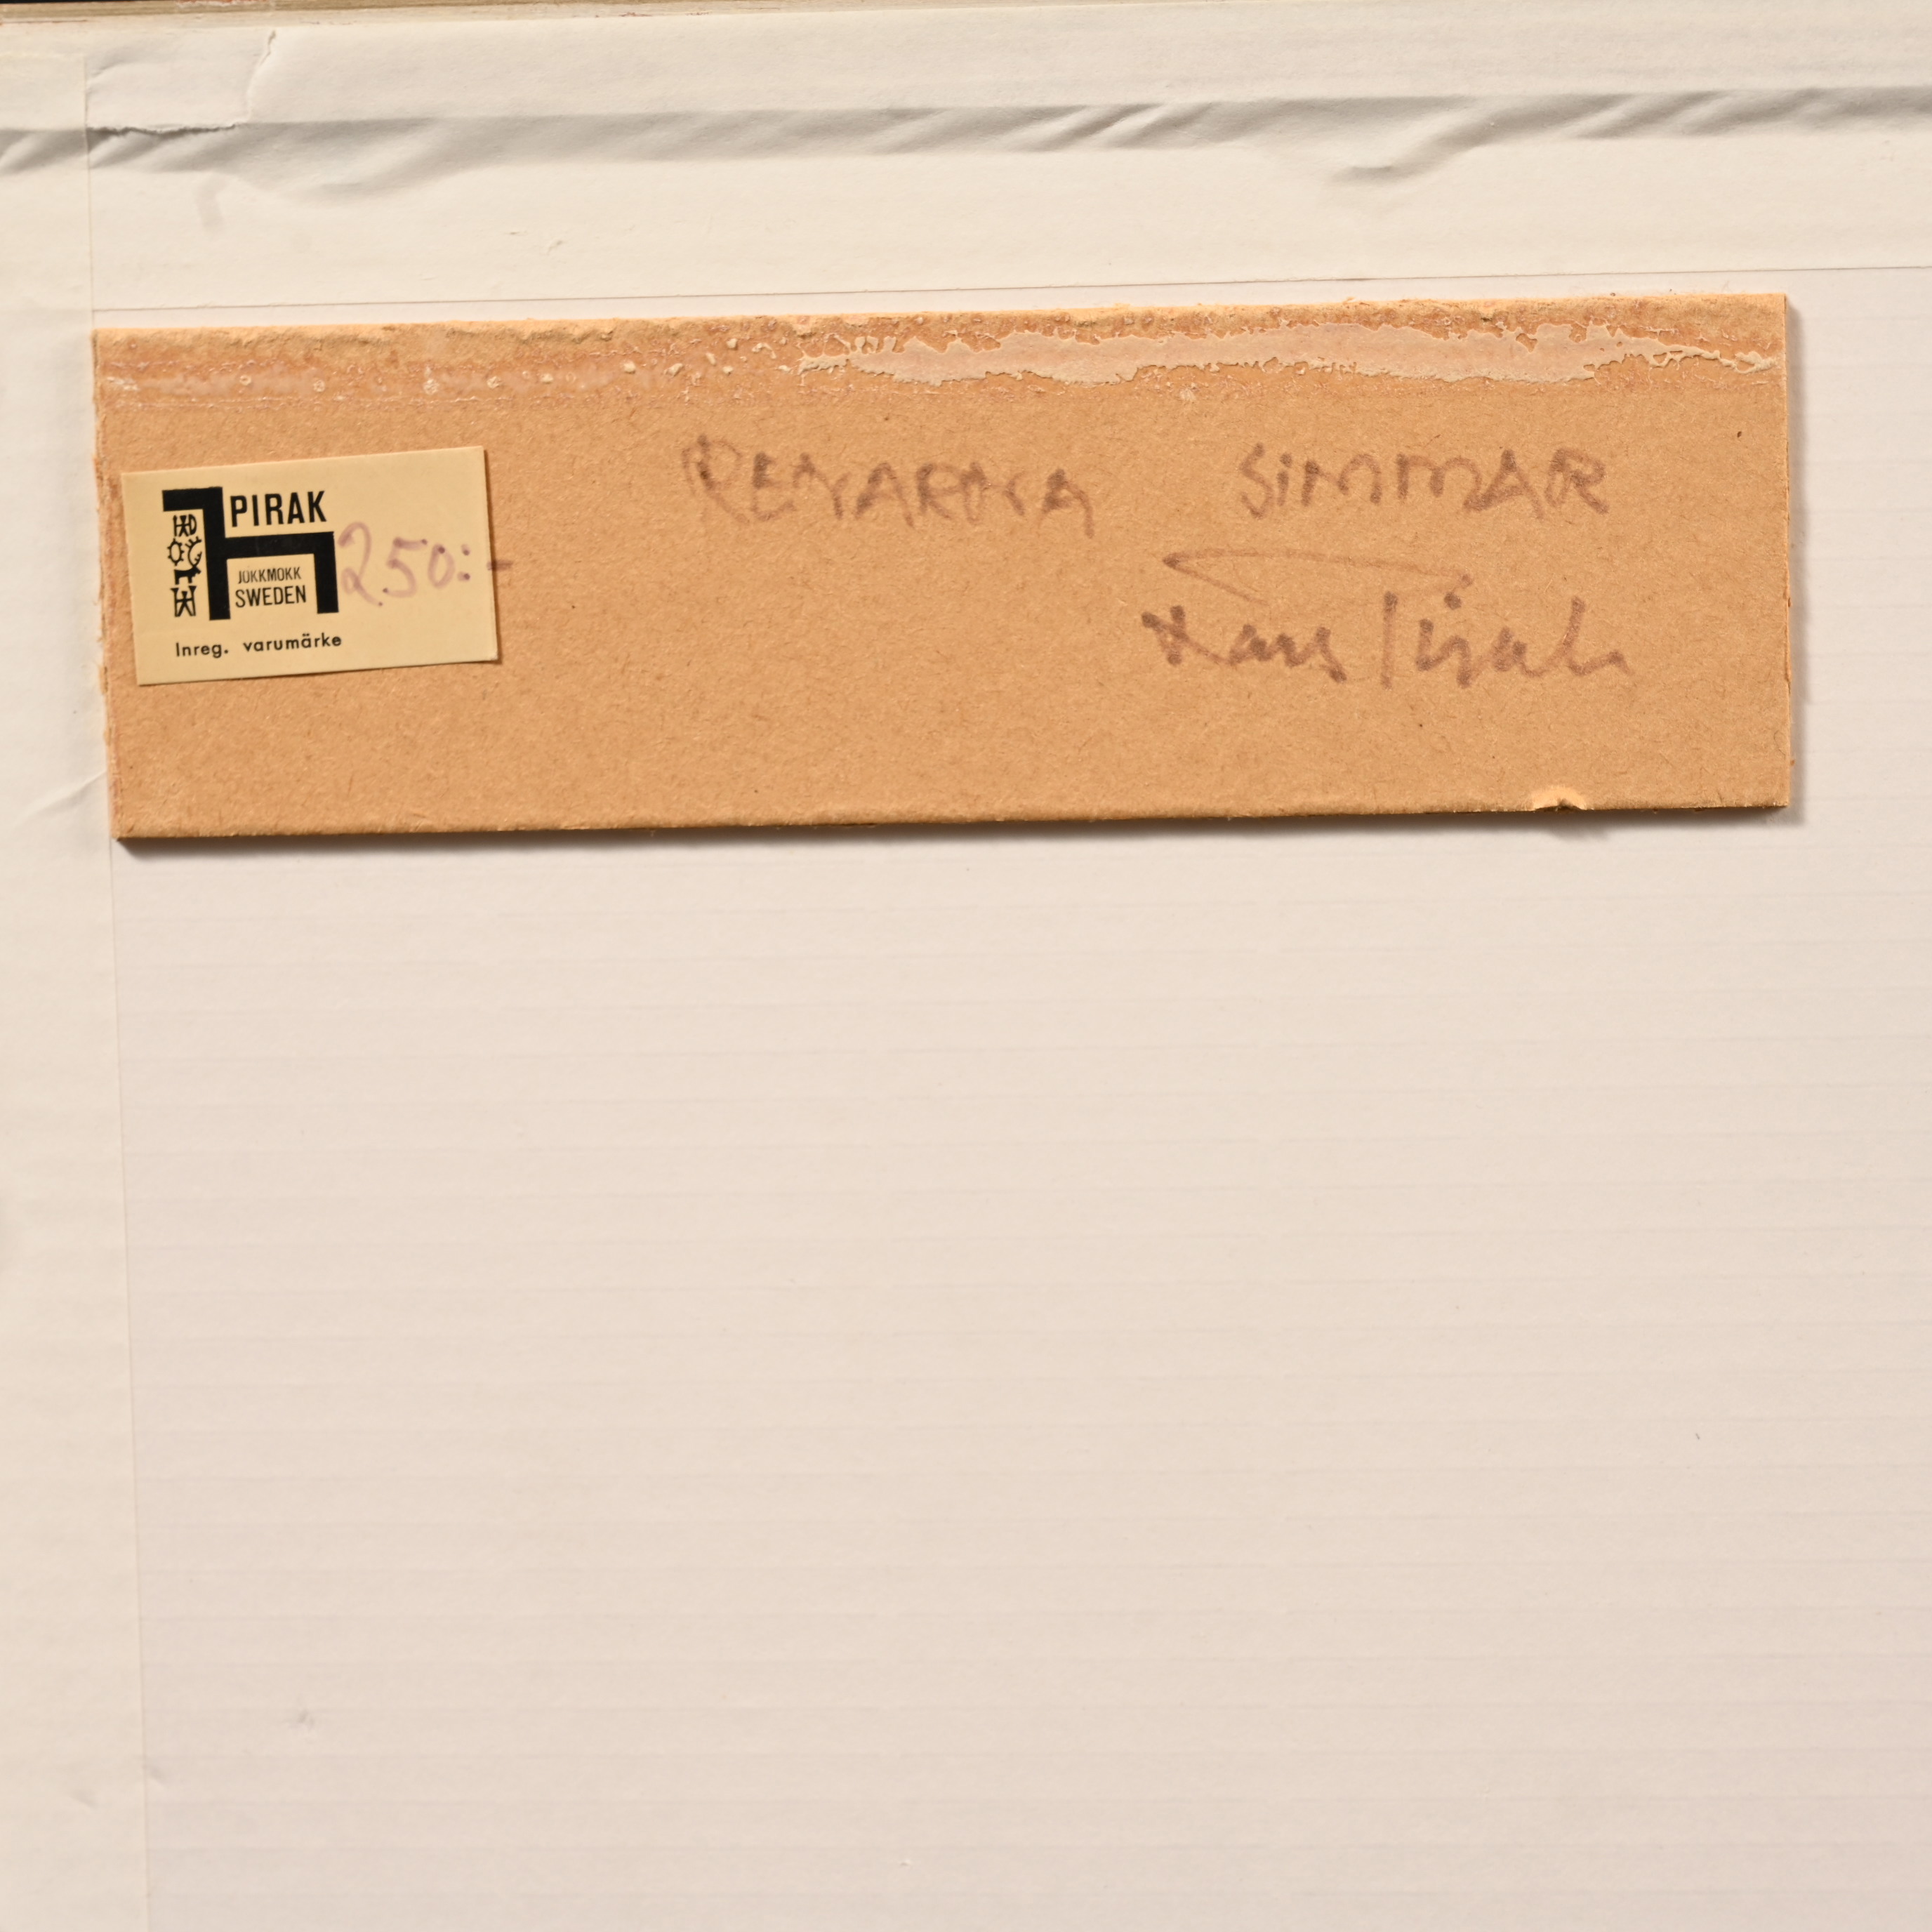 PIRAK
JOKKMOKK
SWEDEN
250:-
Inreg. varumärke
RENARNA SIMMAR
Lars Pirak